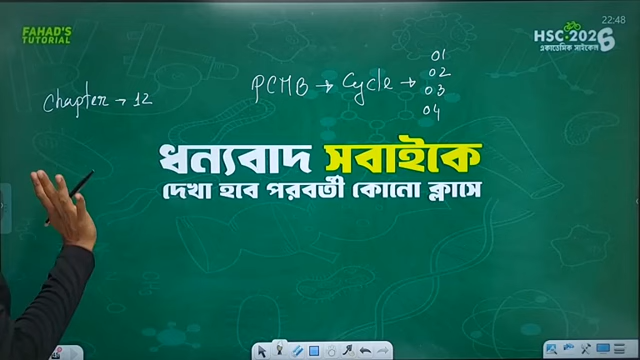 FAHAD'S
TUTORIAL
22:48
HSC 2026
একাডেমিক সাইকেল
Chapter → 12
PCMB → Cycle →
01
02
03
04
ধন্যবাদ সবাইকে
দেখা হবে পরবর্তী কোনো ক্লাসে